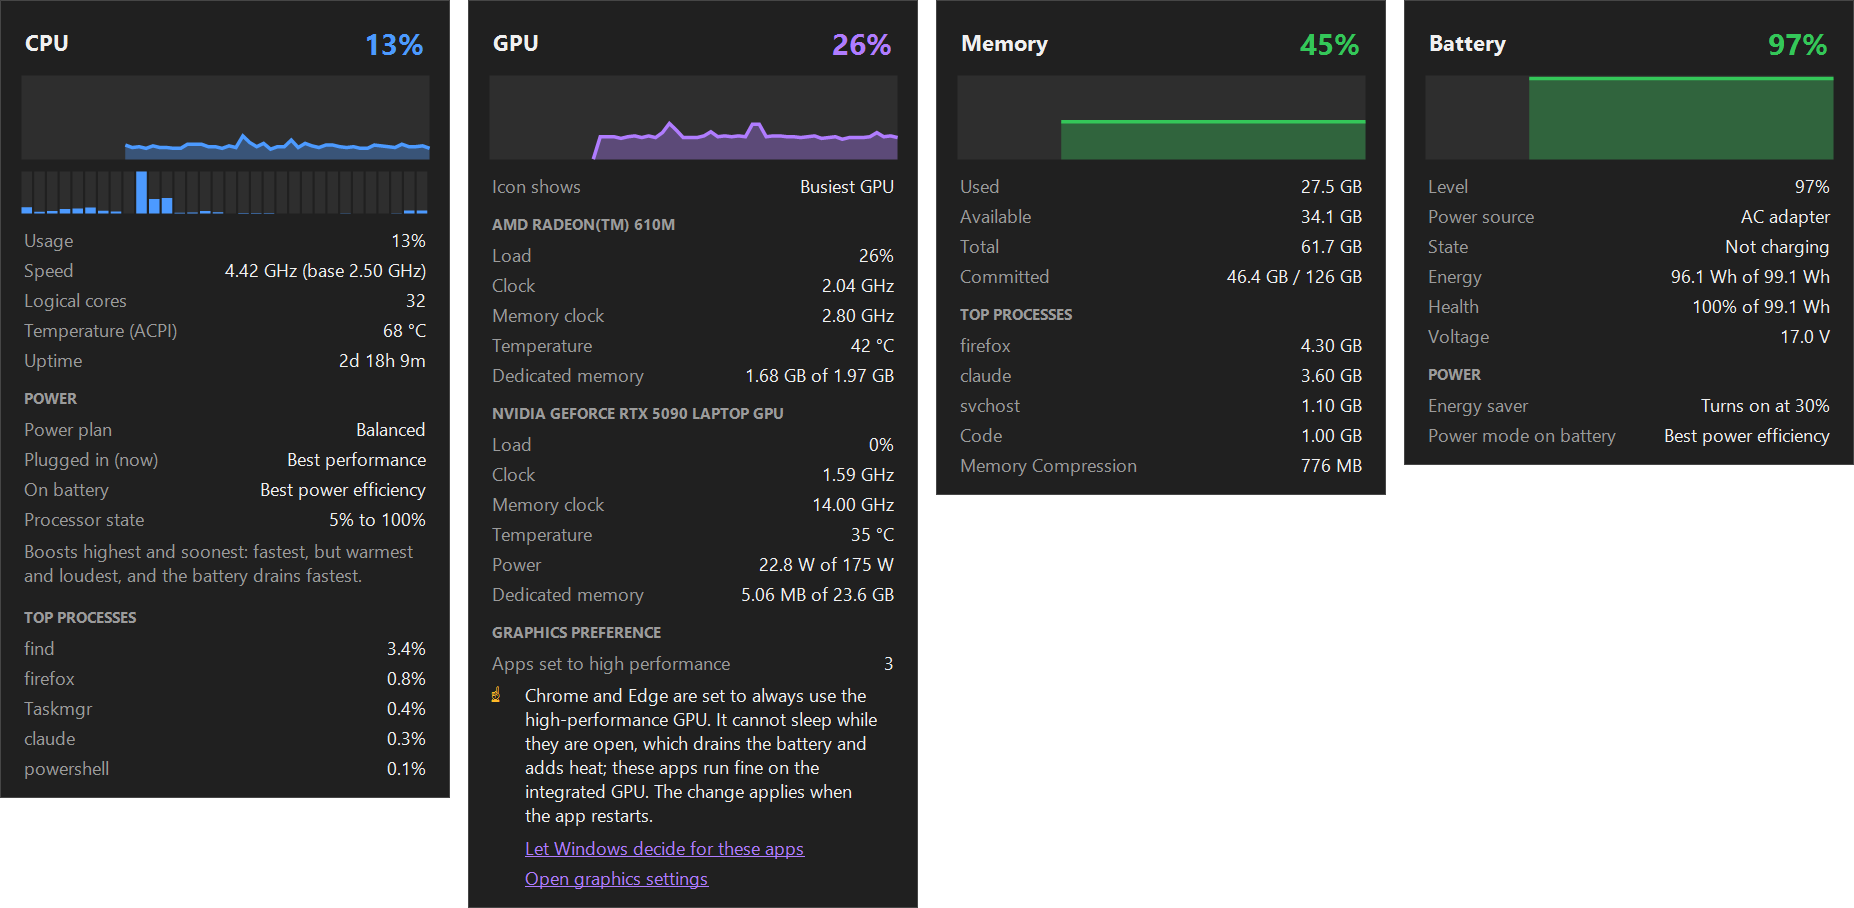 CPU 13%
Usage 13%
Speed 4.42 GHz (base 2.50 GHz)
Logical cores 32
Temperature (ACPI) 68 °C
Uptime 2d 18h 9m
POWER
Power plan Balanced
Plugged in (now) Best performance
On battery Best power efficiency
Processor state 5% to 100%
Boosts highest and soonest: fastest, but warmest
and loudest, and the battery drains fastest.
TOP PROCESSES
find 3.4%
firefox 0.8%
Taskmgr 0.4%
claude 0.3%
powershell 0.1%
GPU 26%
Icon shows Busiest GPU
AMD RADEON(TM) 610M
Load 26%
Clock 2.04 GHz
Memory clock 2.80 GHz
Temperature 42 °C
Dedicated memory 1.68 GB of 1.97 GB
NVIDIA GEFORCE RTX 5090 LAPTOP GPU
Load 0%
Clock 1.59 GHz
Memory clock 14.00 GHz
Temperature 35 °C
Power 22.8 W of 175 W
Dedicated memory 5.06 MB of 23.6 GB
GRAPHICS PREFERENCE
Apps set to high performance 3
Chrome and Edge are set to always use the
high-performance GPU. It cannot sleep while
they are open, which drains the battery and
adds heat; these apps run fine on the
integrated GPU. The change applies when
the app restarts.
Let Windows decide for these apps
Open graphics settings
Memory 45%
Used 27.5 GB
Available 34.1 GB
Total 61.7 GB
Committed 46.4 GB / 126 GB
TOP PROCESSES
firefox 4.30 GB
claude 3.60 GB
svchost 1.10 GB
Code 1.00 GB
Memory Compression 776 MB
Battery 97%
Level 97%
Power source AC adapter
State Not charging
Energy 96.1 Wh of 99.1 Wh
Health 100% of 99.1 Wh
Voltage 17.0 V
POWER
Energy saver Turns on at 30%
Power mode on battery Best power efficiency